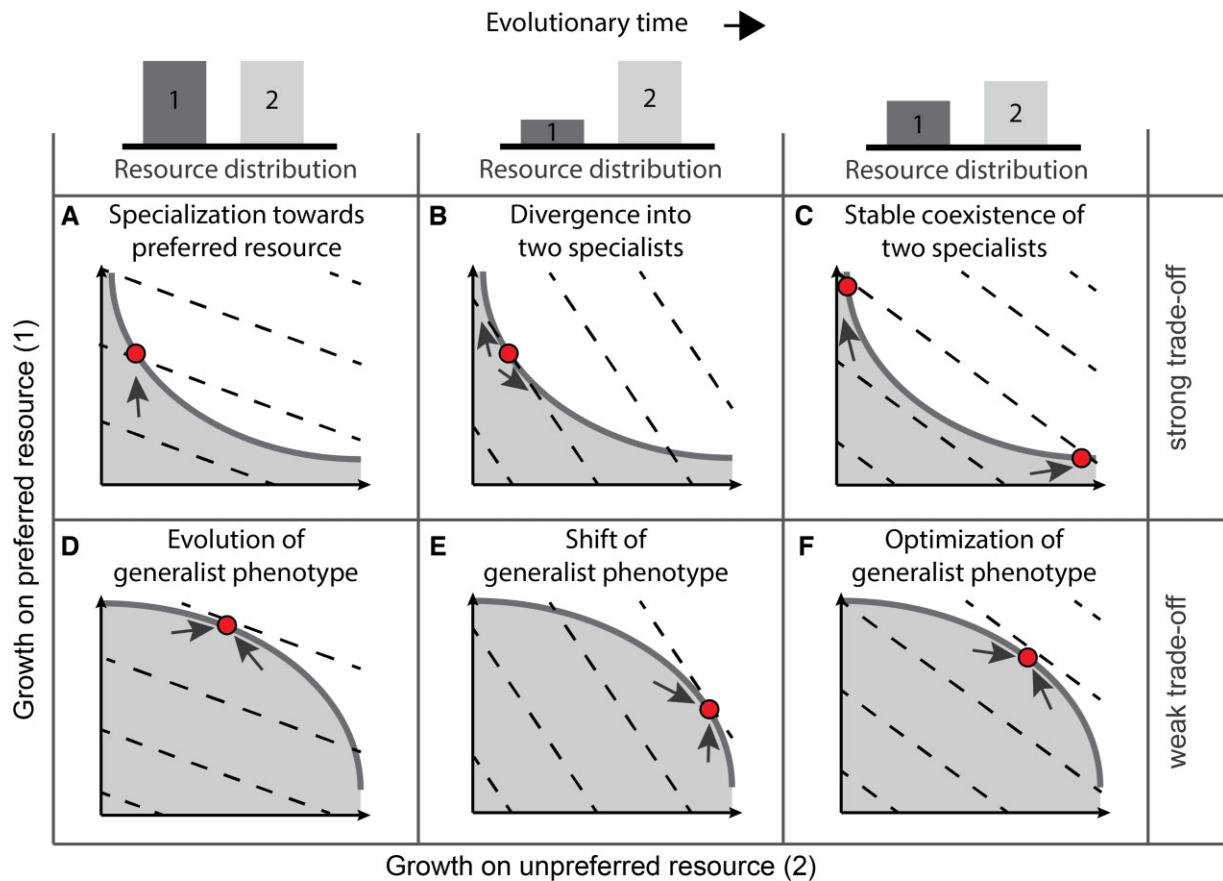 Evolutionary time
1
2
Resource distribution
1
2
Resource distribution
1
2
Resource distribution
A Specialization towards
preferred resource
B Divergence into
two specialists
C Stable coexistence of
two specialists
strong trade-off
Growth on preferred resource (1)
D Evolution of
generalist phenotype
E Shift of
generalist phenotype
F Optimization of
generalist phenotype
weak trade-off
Growth on unpreferred resource (2)